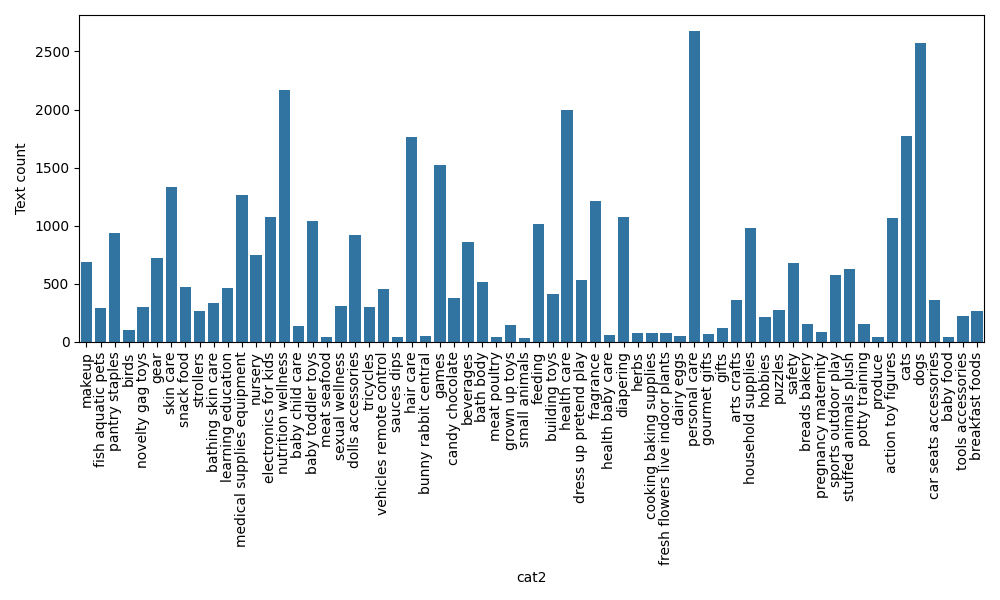 Text count
2500
2000
1500
1000
500
0
makeup
fish aquatic pets
pantry staples
birds
novelty gag toys
gear
skin care
snack food
strollers
bathing skin care
learning education
medical supplies equipment
nursery
electronics for kids
nutrition wellness
baby child care
baby toddler toys
meat seafood
sexual wellness
dolls accessories
tricycles
vehicles remote control
sauces dips
hair care
bunny rabbit central
games
candy chocolate
beverages
bath body
meat poultry
grown up toys
small animals
feeding
building toys
health care
dress up pretend play
fragrance
health baby care
diapering
herbs
cooking baking supplies
fresh flowers live indoor plants
dairy eggs
personal care
gourmet gifts
gifts
arts crafts
household supplies
hobbies
puzzles
safety
breads bakery
pregnancy maternity
sports outdoor play
stuffed animals plush
potty training
produce
action toy figures
cats
dogs
car seats accessories
baby food
tools accessories
breakfast foods
cat2